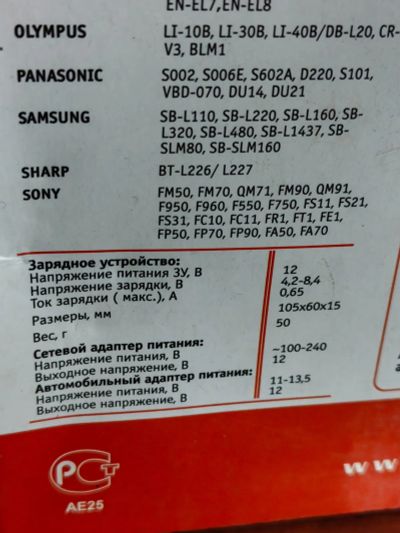 EN-EL7, EN-EL8
OLYMPUS LI-10B, LI-30B, LI-40B/DB-L20, CR-
V3, BLM1
PANASONIC S002, S006E, S602A, D220, S101,
VBD-070, DU14, DU21
SAMSUNG SB-L110, SB-L220, SB-L160, SB-
L320, SB-L480, SB-L1437, SB-
SLM80, SB-SLM160
SHARP BT-L226/ L227
SONY FM50, FM70, QM71, FM90, QM91,
F950, F960, F550, F750, FS11, FS21,
FS31, FC10, FC11, FR1, FT1, FE1,
FP50, FP70, FP90, FA50, FA70
Зарядное устройство:
Напряжение питания ЗУ, В 12
Напряжение зарядки, В 4,2-8,4
Ток зарядки ( макс.), А 0,65
Размеры, мм 105х60х15
Вес, г 50
Сетевой адаптер питания:
Напряжение питания, В ~100-240
Выходное напряжение, В 12
Автомобильный адаптер питания:
Напряжение питания, В 11-13,5
Выходное напряжение, В 12
РСт
АЕ25
ww